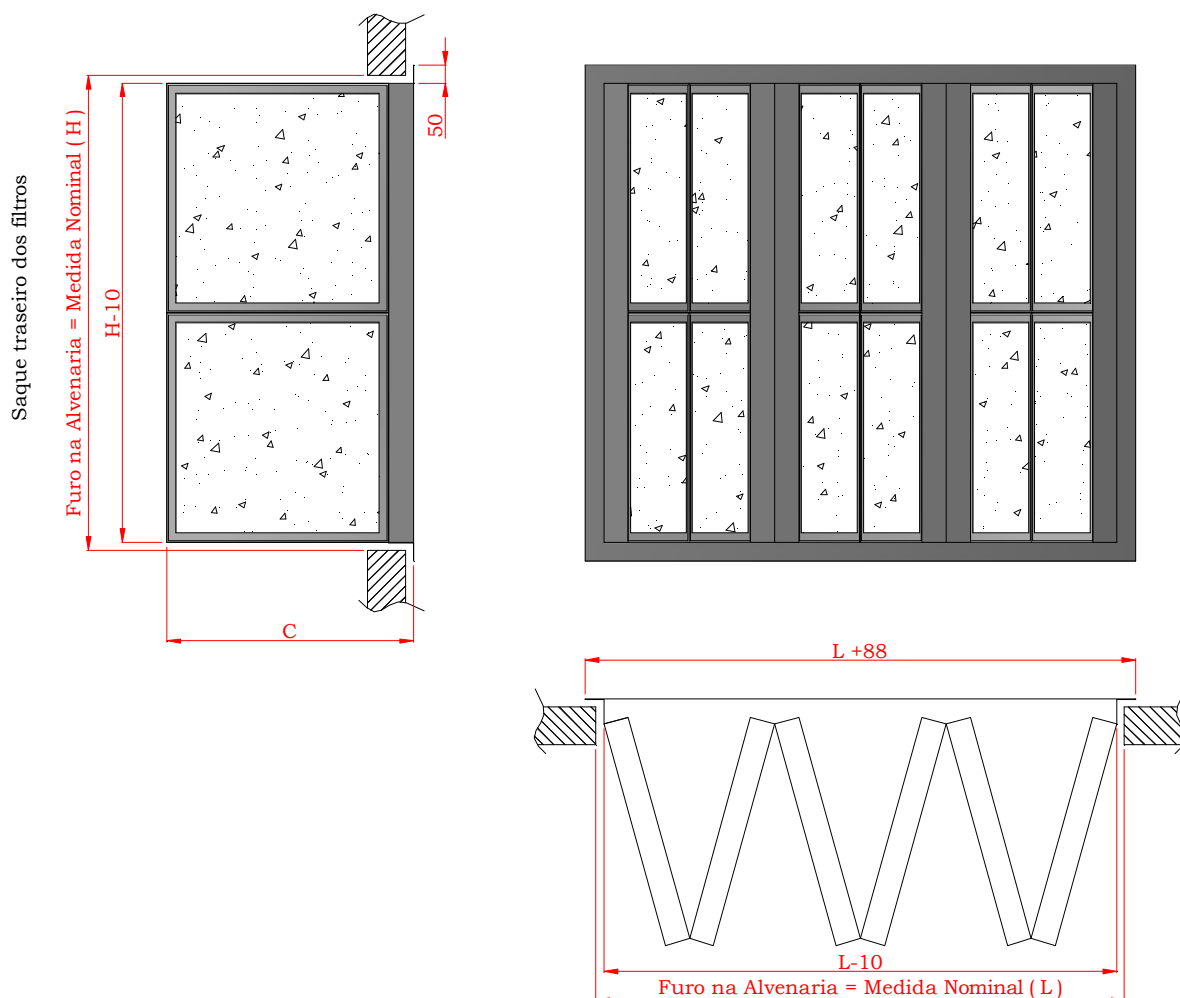 Saque traseiro dos filtros
Furo na Alvenaria = Medida Nominal ( H )
H-10
50
C
L +88
L-10
Furo na Alvenaria = Medida Nominal ( L )